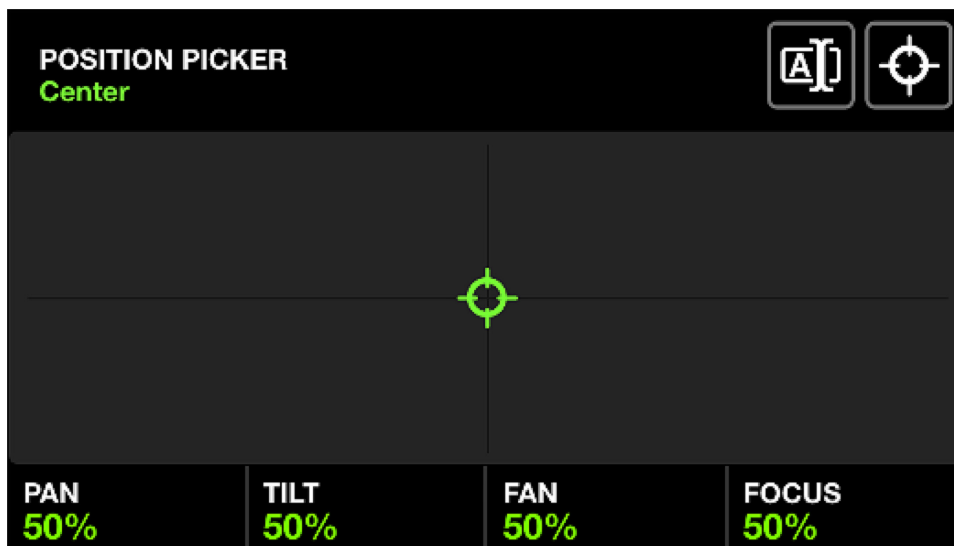 POSITION PICKER
Center
A
PAN
50%
TILT
50%
FAN
50%
FOCUS
50%